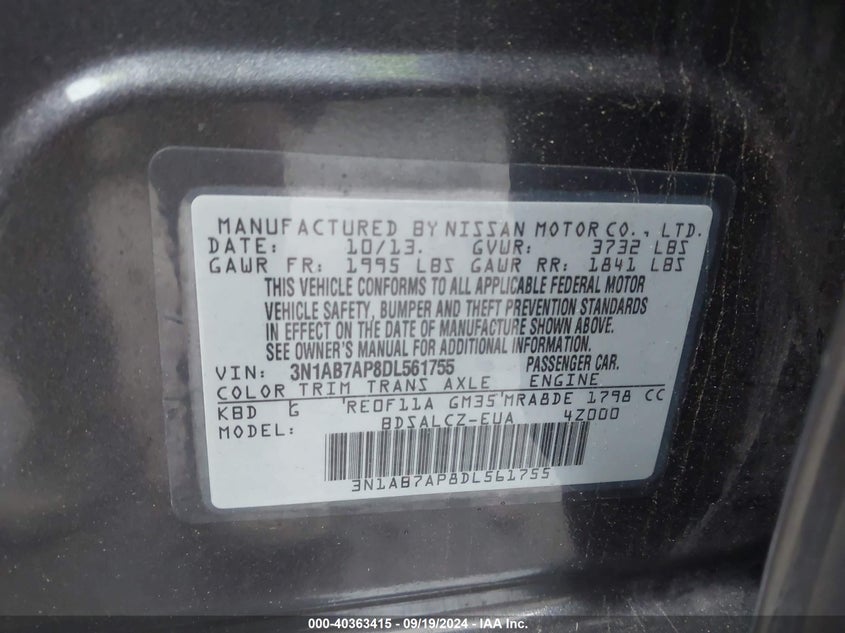 MANUFACTURED BY NISSAN MOTOR CO., LTD.
DATE: 10/13. GVWR: 3732 LBS
GAWR FR: 1995 LBS GAWR RR: 1841 LBS
THIS VEHICLE CONFORMS TO ALL APPLICABLE FEDERAL MOTOR
VEHICLE SAFETY, BUMPER AND THEFT PREVENTION STANDARDS
IN EFFECT ON THE DATE OF MANUFACTURE SHOWN ABOVE.
SEE OWNER'S MANUAL FOR ADDITIONAL INFORMATION.
VIN: 3N1AB7AP8DL561755 PASSENGER CAR.
COLOR TRIM TRANS AXLE ENGINE
KBD G RE0F11A GM35 MRA8DE 1798 CC
MODEL: BDSALCZ-EUA 4Z000
3N1AB7AP8DL561755
000-40363415 - 09/19/2024 - IAA Inc.